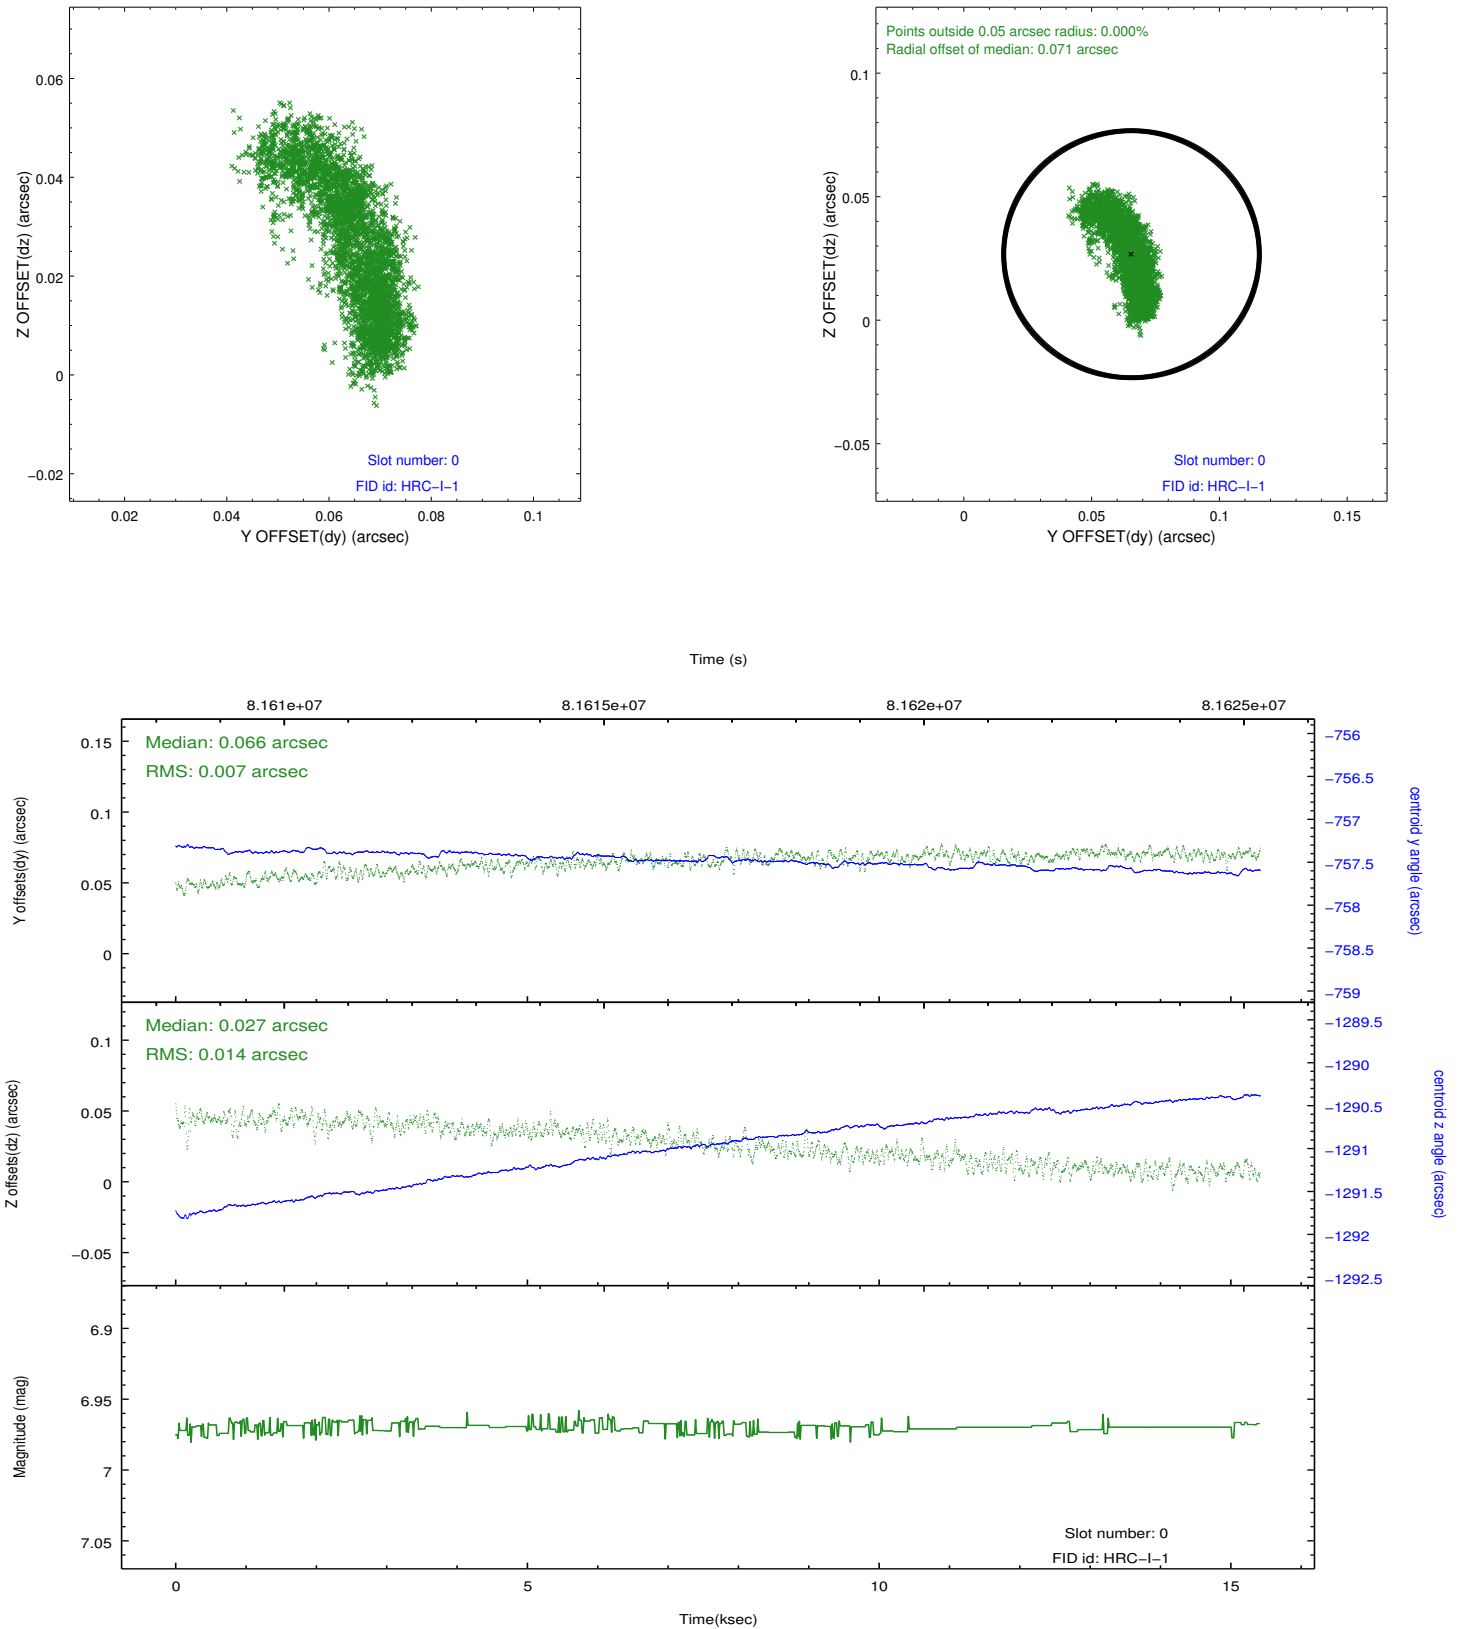 0.06
0.04
0.02
0
−0.02
Z OFFSET(dz) (arcsec)
Slot number: 0
FID id: HRC−I−1
0.02 0.04 0.06 0.08 0.1
Y OFFSET(dy) (arcsec)
Points outside 0.05 arcsec radius: 0.000%
Radial offset of median: 0.071 arcsec
0.1
0.05
0
−0.05
Z OFFSET(dz) (arcsec)
Slot number: 0
FID id: HRC−I−1
0 0.05 0.1 0.15
Y OFFSET(dy) (arcsec)
Time (s)
8.161e+07 8.1615e+07 8.162e+07 8.1625e+07
Median: 0.066 arcsec
RMS: 0.007 arcsec
0.15
0.1
0.05
0
Y offsets(dy) (arcsec)
−756
−756.5
−757
−757.5
−758
−758.5
−759
centroid y angle (arcsec)
Median: 0.027 arcsec
RMS: 0.014 arcsec
0.1
0.05
0
−0.05
Z offsets(dz) (arcsec)
−1289.5
−1290
−1290.5
−1291
−1291.5
−1292
−1292.5
centroid z angle (arcsec)
6.9
6.95
7
7.05
Magnitude (mag)
Slot number: 0
FID id: HRC−I−1
0 5 10 15
Time(ksec)